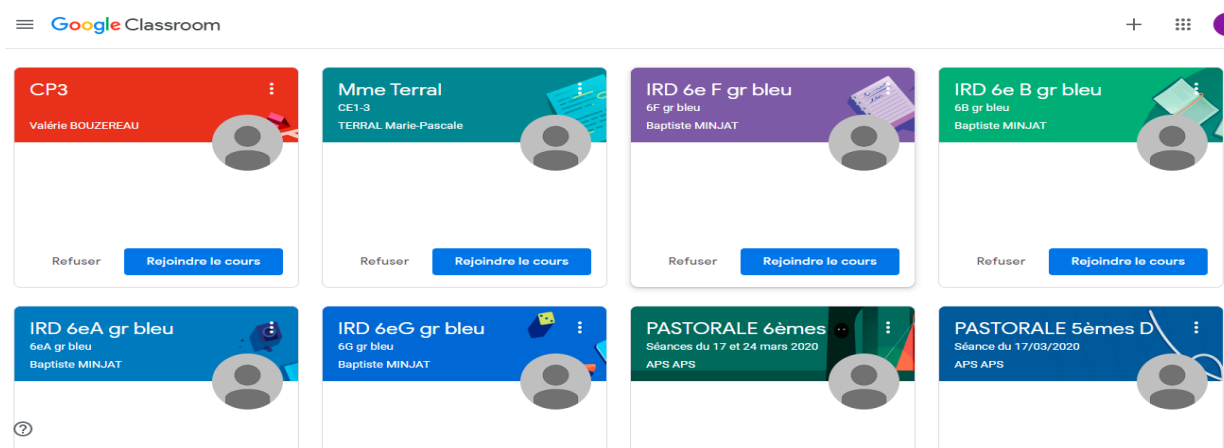 Google Classroom
CP3
Valérie BOUZEREAU
Refuser
Rejoindre le cours
Mme Terral
CE1-3
TERRAL Marie-Pascale
Refuser
Rejoindre le cours
IRD 6e F gr bleu
6F gr bleu
Baptiste MINJAT
Refuser
Rejoindre le cours
IRD 6e B gr bleu
6B gr bleu
Baptiste MINJAT
Refuser
Rejoindre le cours
IRD 6eA gr bleu
6eA gr bleu
Baptiste MINJAT
IRD 6eG gr bleu
6G gr bleu
Baptiste MINJAT
PASTORALE 6èmes
Séances du 17 et 24 mars 2020
APS APS
PASTORALE 5èmes D
Séance du 17/03/2020
APS APS